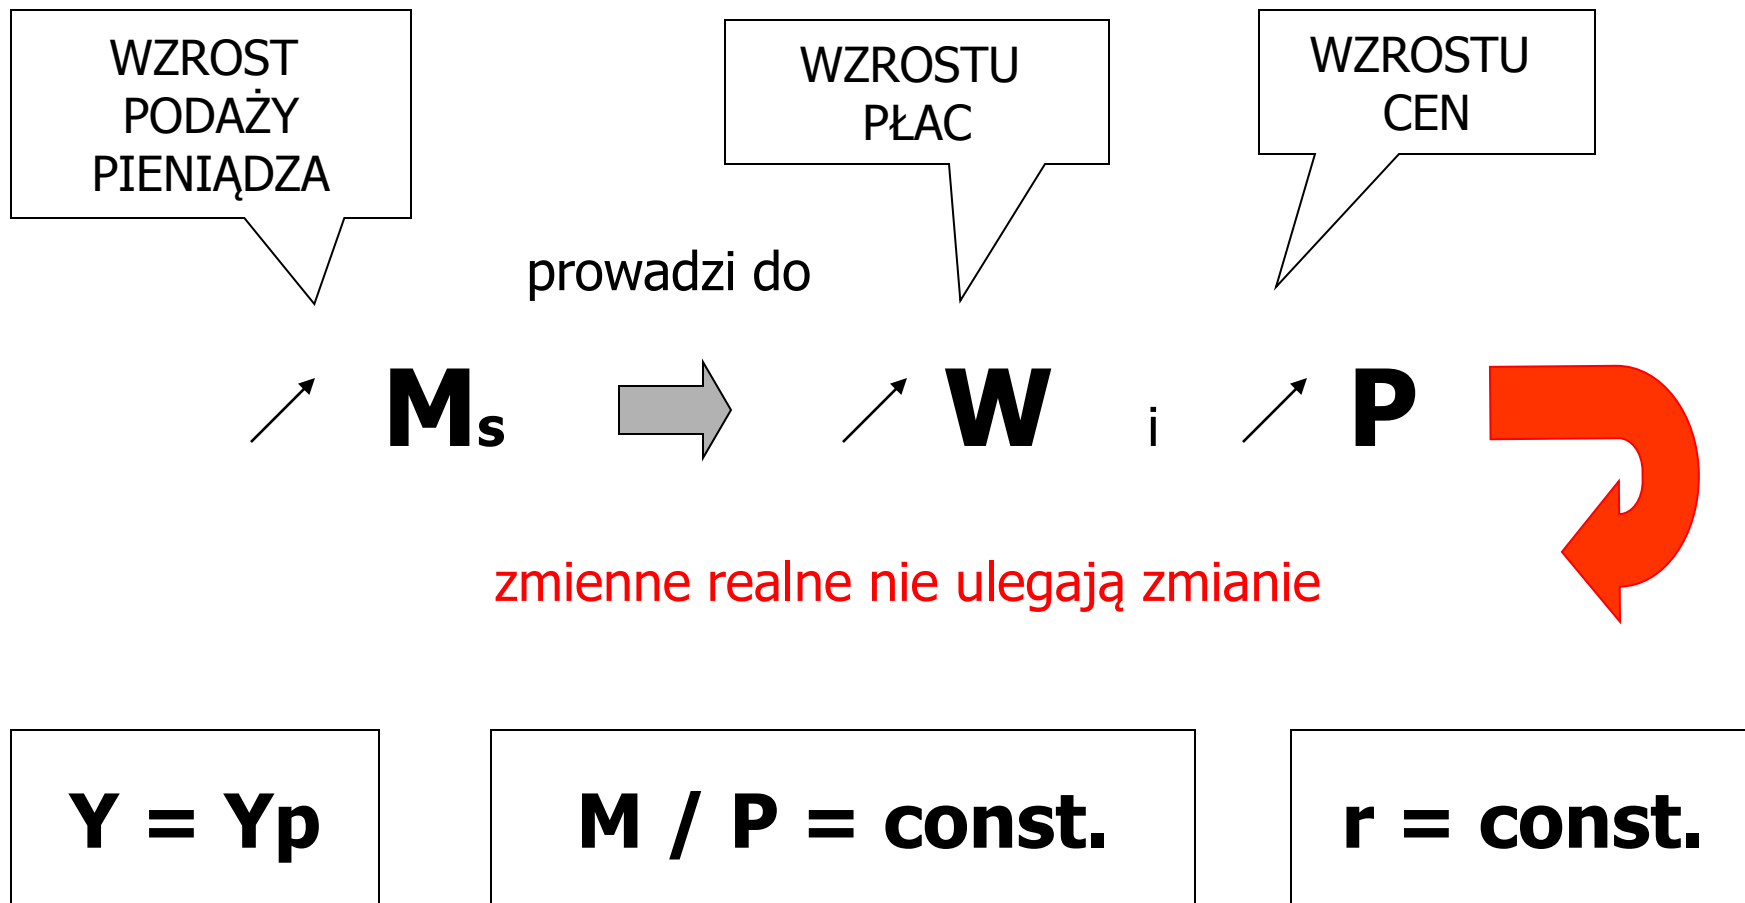 WZROST
PODAŻY
PIENIĄDZA
WZROSTU
PŁAC
WZROSTU
CEN
prowadzi do
Ms W i P
zmienne realne nie ulegają zmianie
Y = Yp M / P = const. r = const.